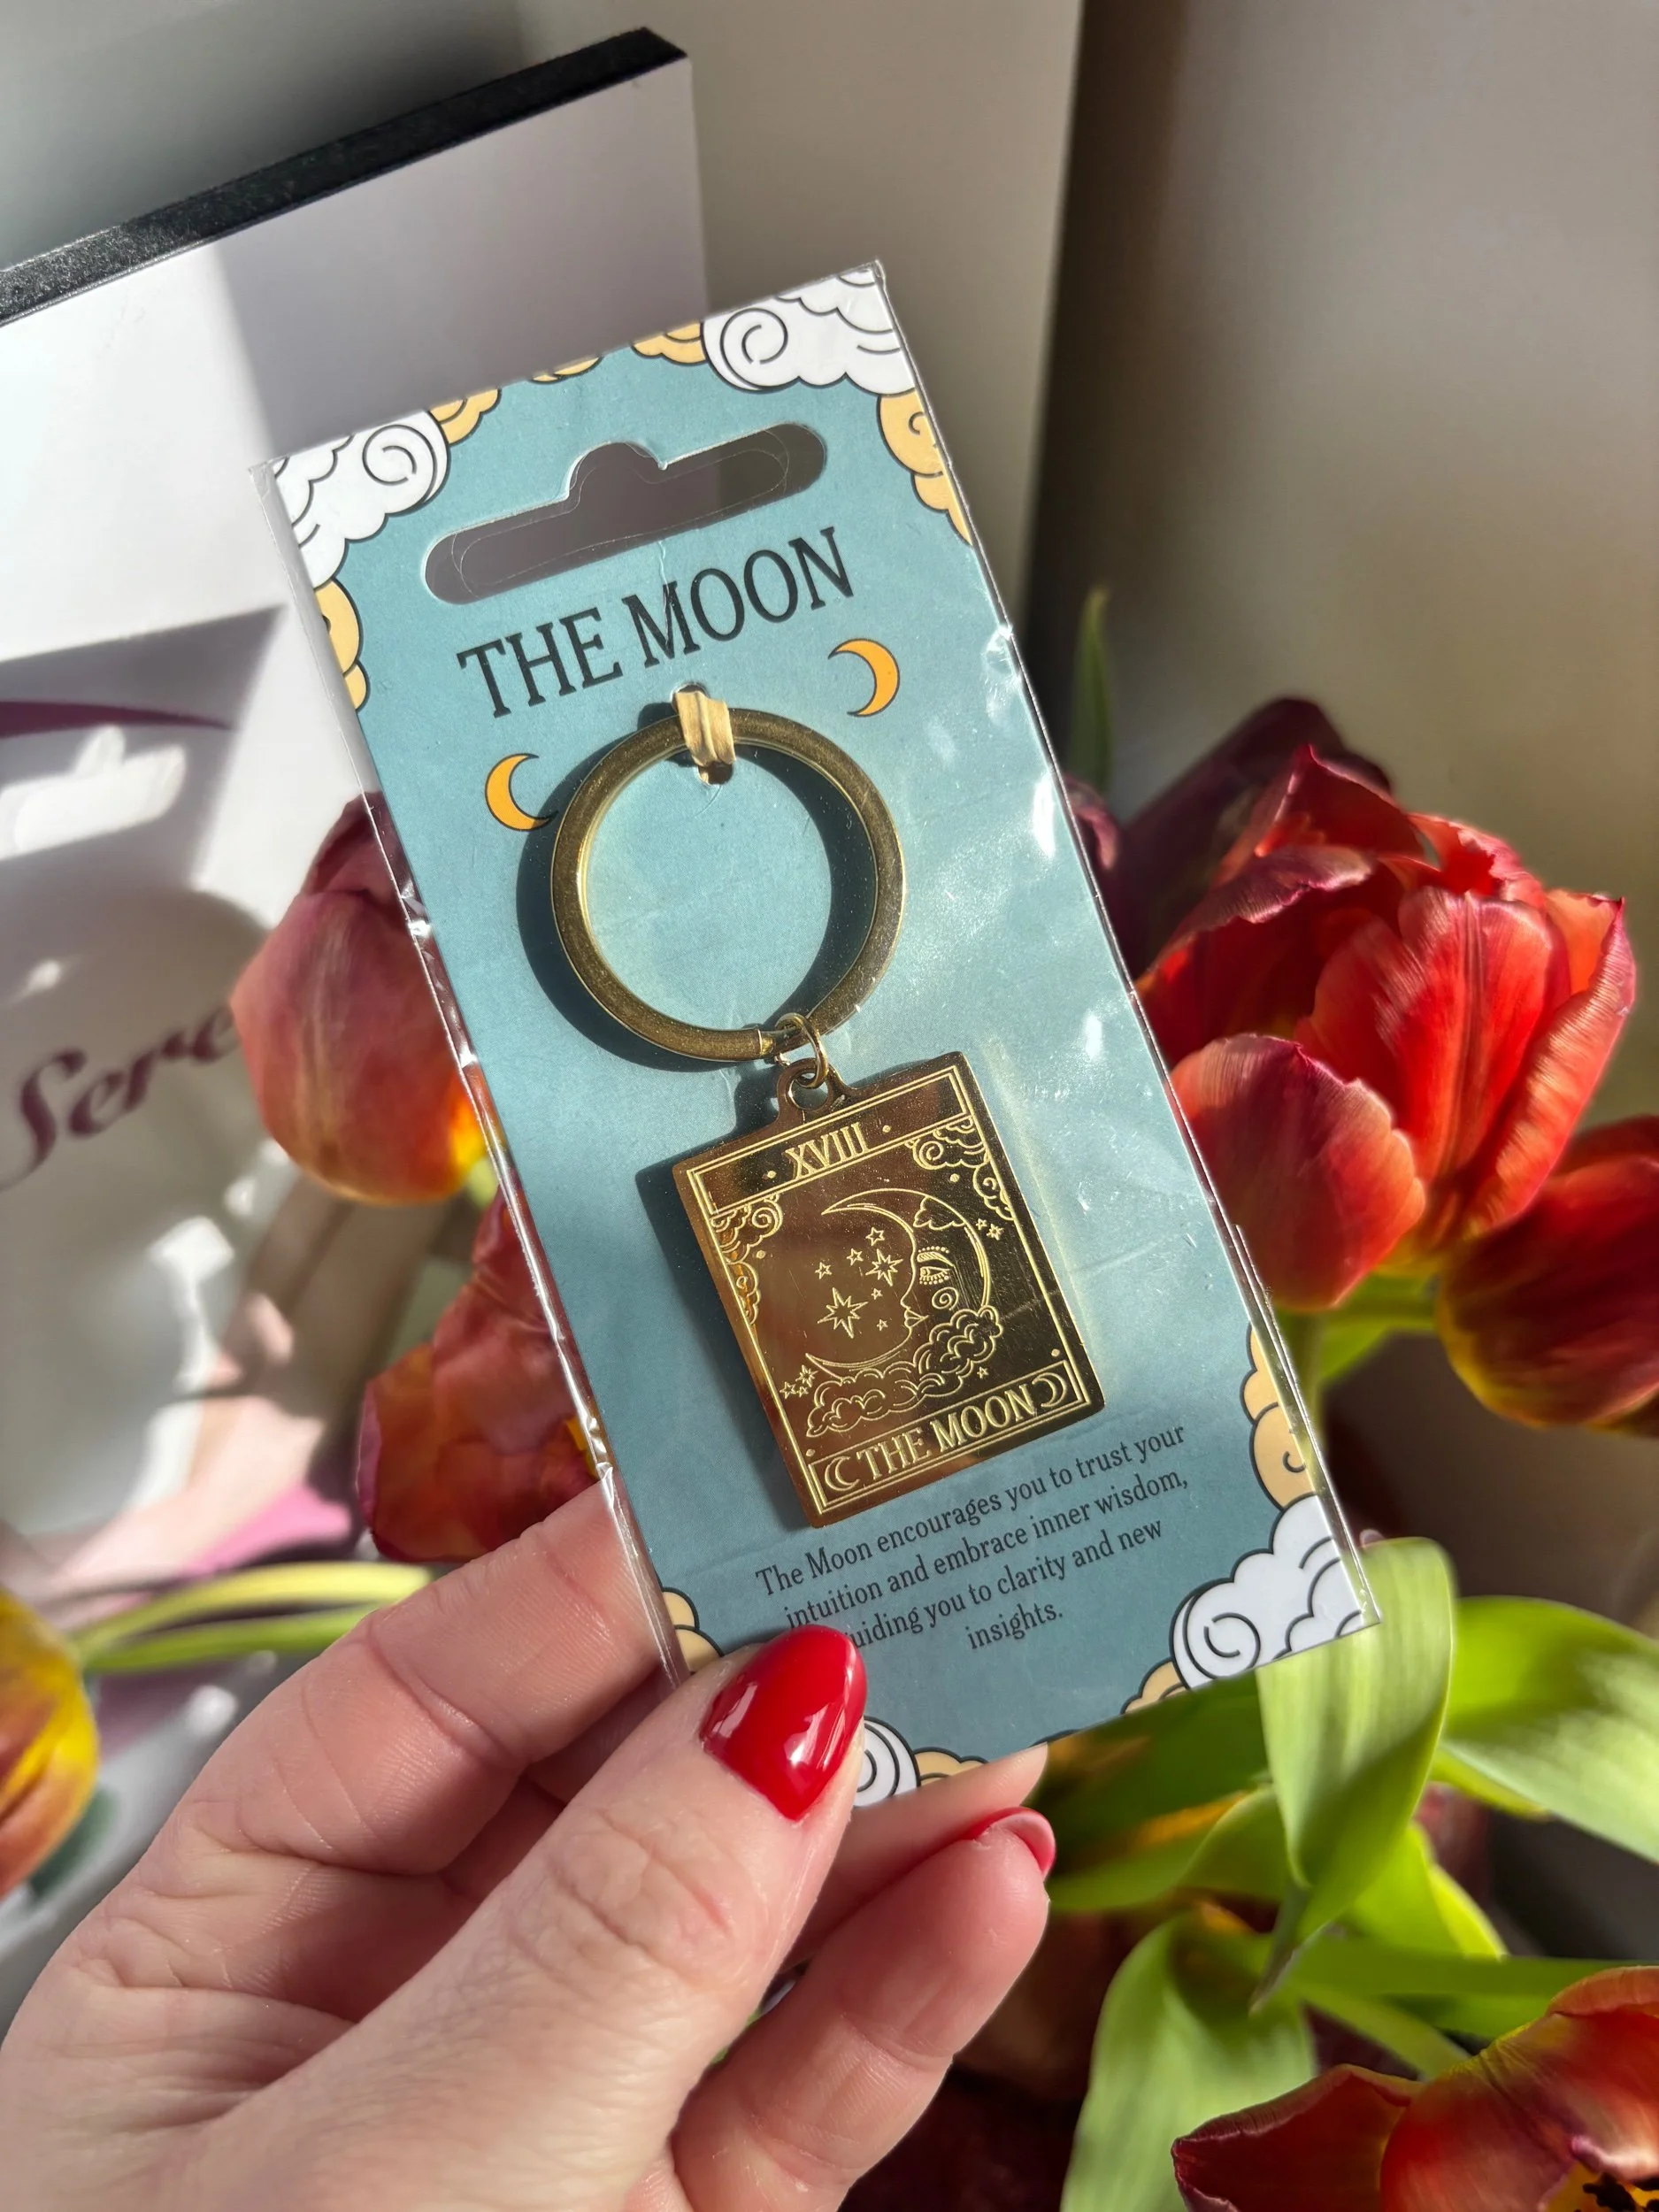 THE MOON
XVIII
THE MOON
The Moon encourages you to trust your
intuition and embrace inner wisdom,
you to clarity and new
insights.